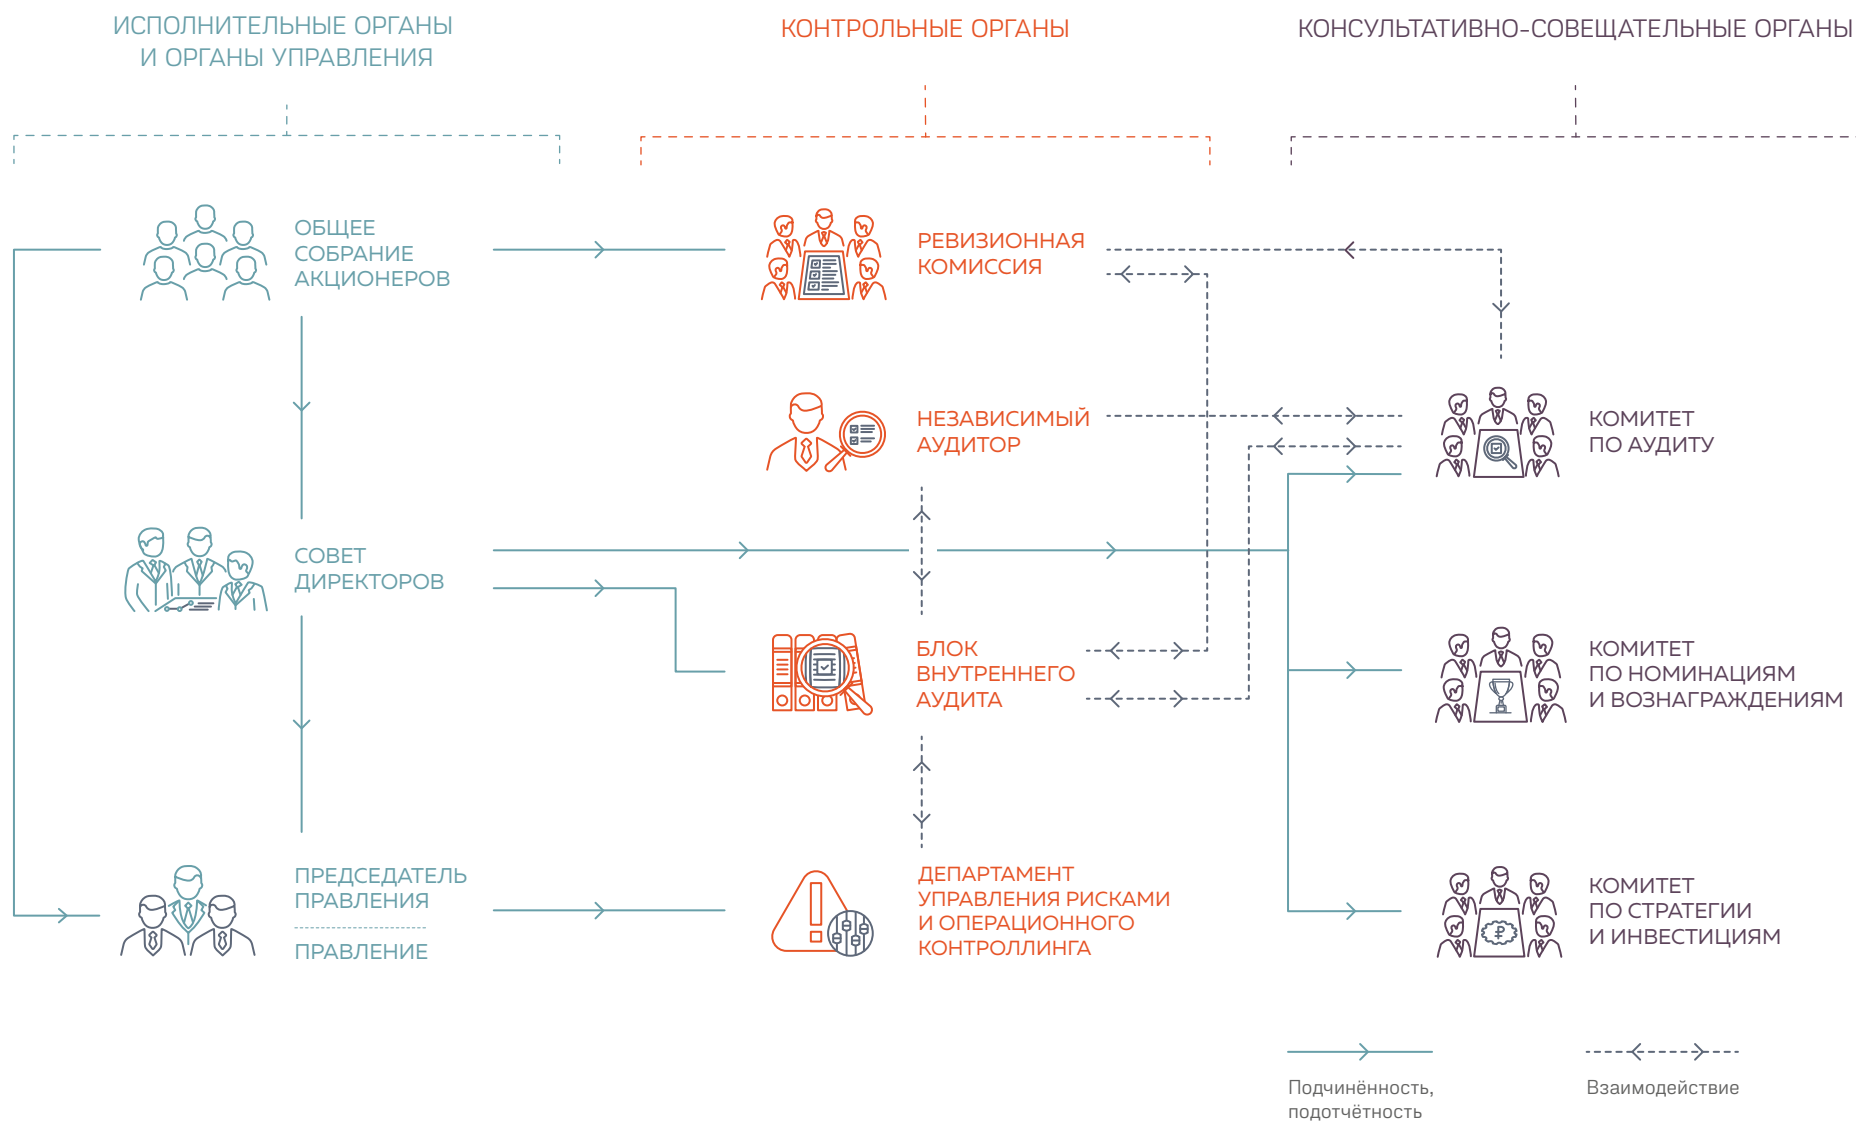 ИСПОЛНИТЕЛЬНЫЕ ОРГАНЫ
И ОРГАНЫ УПРАВЛЕНИЯ
КОНТРОЛЬНЫЕ ОРГАНЫ
КОНСУЛЬТАТИВНО-СОВЕЩАТЕЛЬНЫЕ ОРГАНЫ
ОБЩЕЕ
СОБРАНИЕ
АКЦИОНЕРОВ
РЕВИЗИОННАЯ
КОМИССИЯ
НЕЗАВИСИМЫЙ
АУДИТОР
КОМИТЕТ
ПО АУДИТУ
СОВЕТ
ДИРЕКТОРОВ
БЛОК
ВНУТРЕННЕГО
АУДИТА
КОМИТЕТ
ПО НОМИНАЦИЯМ
И ВОЗНАГРАЖДЕНИЯМ
ПРЕДСЕДАТЕЛЬ
ПРАВЛЕНИЯ
ПРАВЛЕНИЕ
ДЕПАРТАМЕНТ
УПРАВЛЕНИЯ РИСКАМИ
И ОПЕРАЦИОННОГО
КОНТРОЛЛИНГА
КОМИТЕТ
ПО СТРАТЕГИИ
И ИНВЕСТИЦИЯМ
₽
Подчинённость,
подотчётность
Взаимодействие